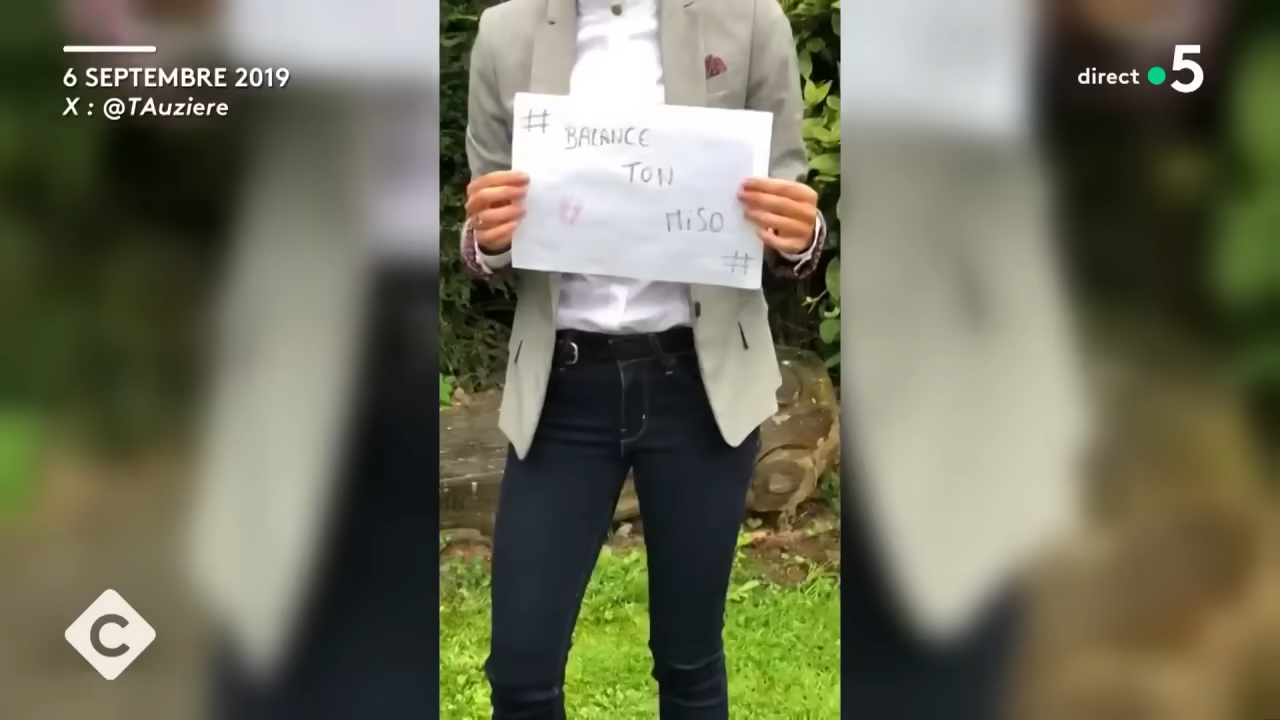 6 SEPTEMBRE 2019
X : @TAuziere
direct 5
#
BALANCE
TON
MiSO
#
C